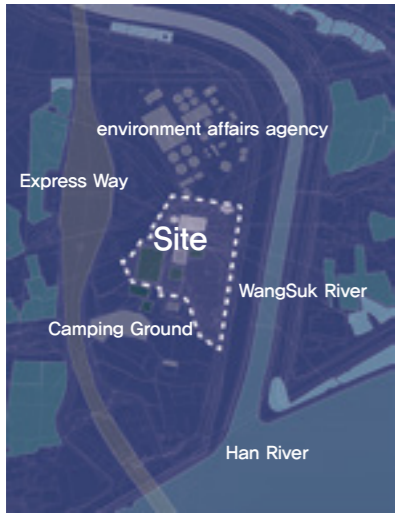 environment affairs agency
Express Way
Site
WangSuk River
Camping Ground
Han River